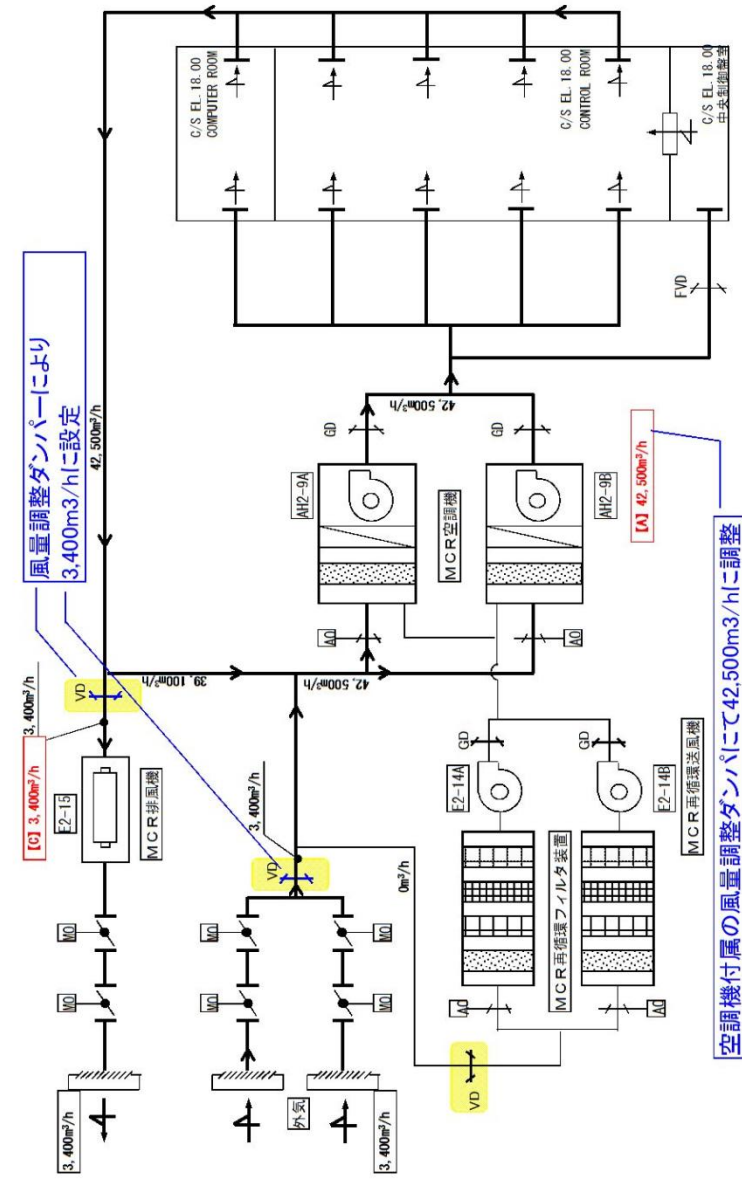 風量調整ダンパーにより
3,400m3/hに設定
42,500m³/h
C/S EL.18.00
COMPUTER ROOM
C/S EL.18.00
CONTROL ROOM
C/S EL.18.00
中央制御盤室
FVD
3,400m³/h
【C】3,400m³/h
E2-15
MCR排風機
VD
MO
MO
3,400m³/h
39,100m³/h
42,500m³/h
3,400m³/h
VD
MO
MO
MO
MO
外気
3,400m³/h
0m³/h
VD
AO
AO
AH2-9A
MCR空調機
AH2-9B
GD
GD
42,500m³/h
【A】42,500m³/h
E2-14A
GD
GD
E2-14B
MCR再循環送風機
MCR再循環フィルタ装置
AO
AO
空調機付属の風量調整ダンパにて42,500m3/hに調整